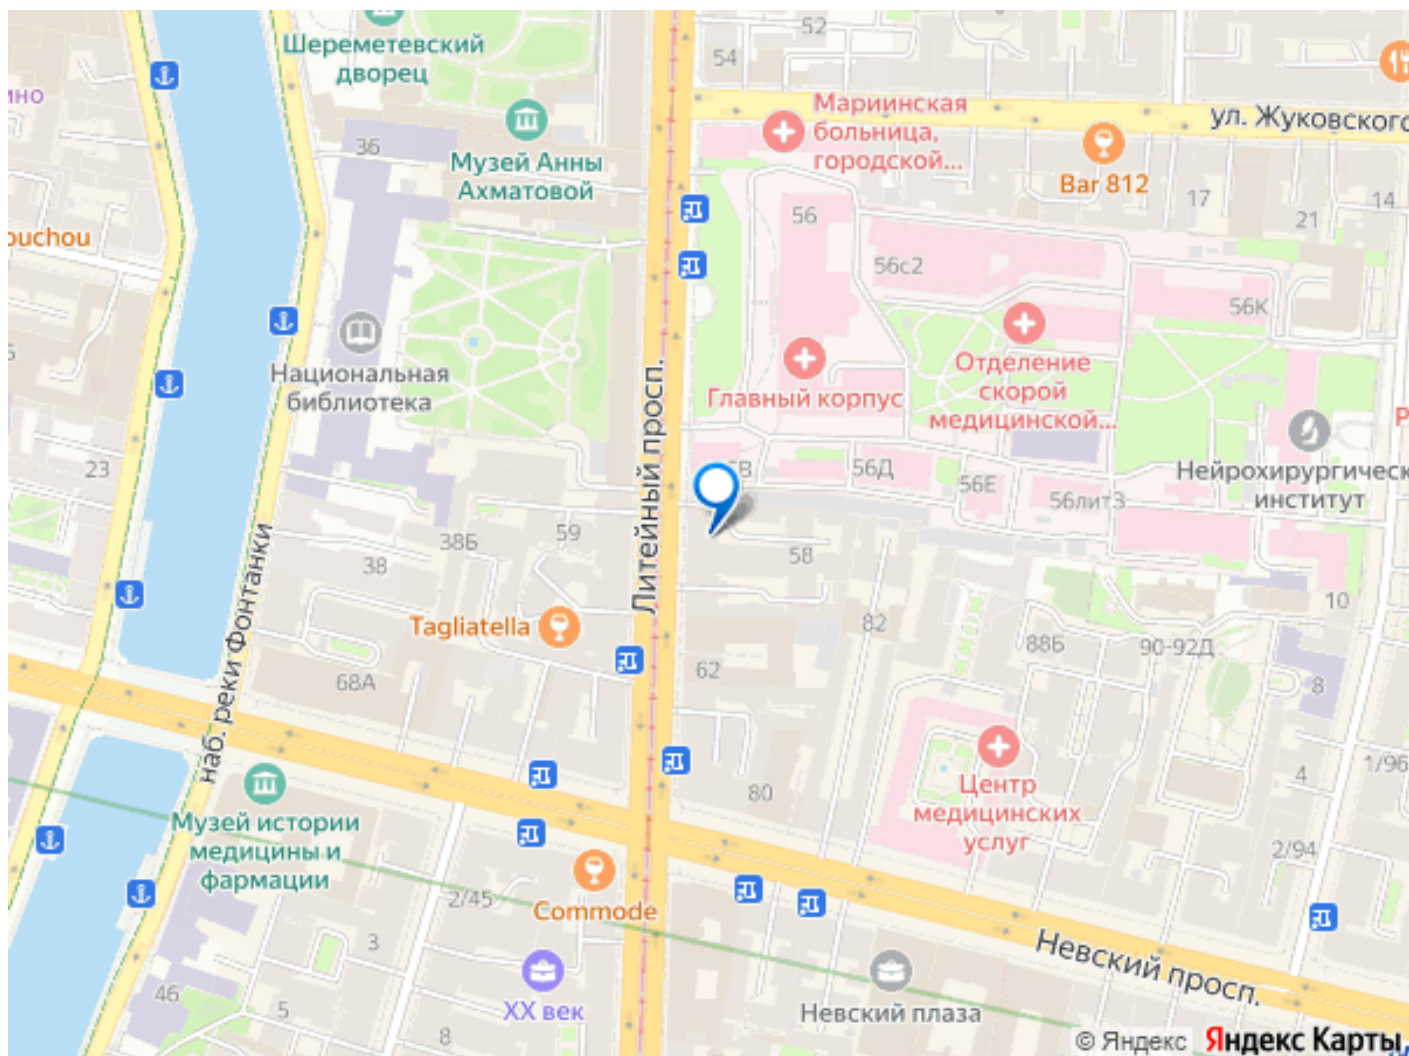 52
54
Шереметевский
дворец
ино
Мариинская
больница,
городской...
ул. Жуковского
36
Музей Анны
Ахматовой
Bar 812
17
14
21
56
ouchou
56с2
56К
Национальная
библиотека
Литейный просп.
Главный корпус
Отделение
скорой
медицинской...
Нейрохирургическ
институт
23
56Д
56Е
56литЗ
59
38Б
38
58
наб. реки Фонтанки
Tagliatella
82
10
88Б
90-92Д
62
68А
8
Центр
медицинских
услуг
4
1/96
80
Музей истории
медицины и
фармации
2/94
2/45
Commode
3
Невский просп.
46
5
XX век
Невский плаза
8
© Яндекс Яндекс Карты,